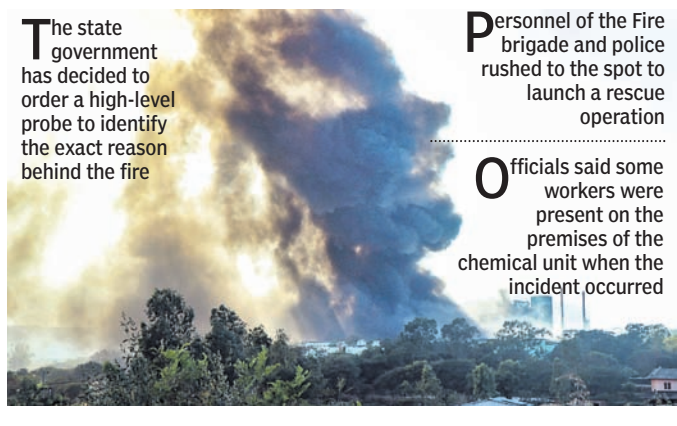 The state
government
has decided to
order a high-level
probe to identify
the exact reason
behind the fire
Personnel of the Fire
brigade and police
rushed to the spot to
launch a rescue
operation
Officials said some
workers were
present on the
premises of the
chemical unit when the
incident occurred